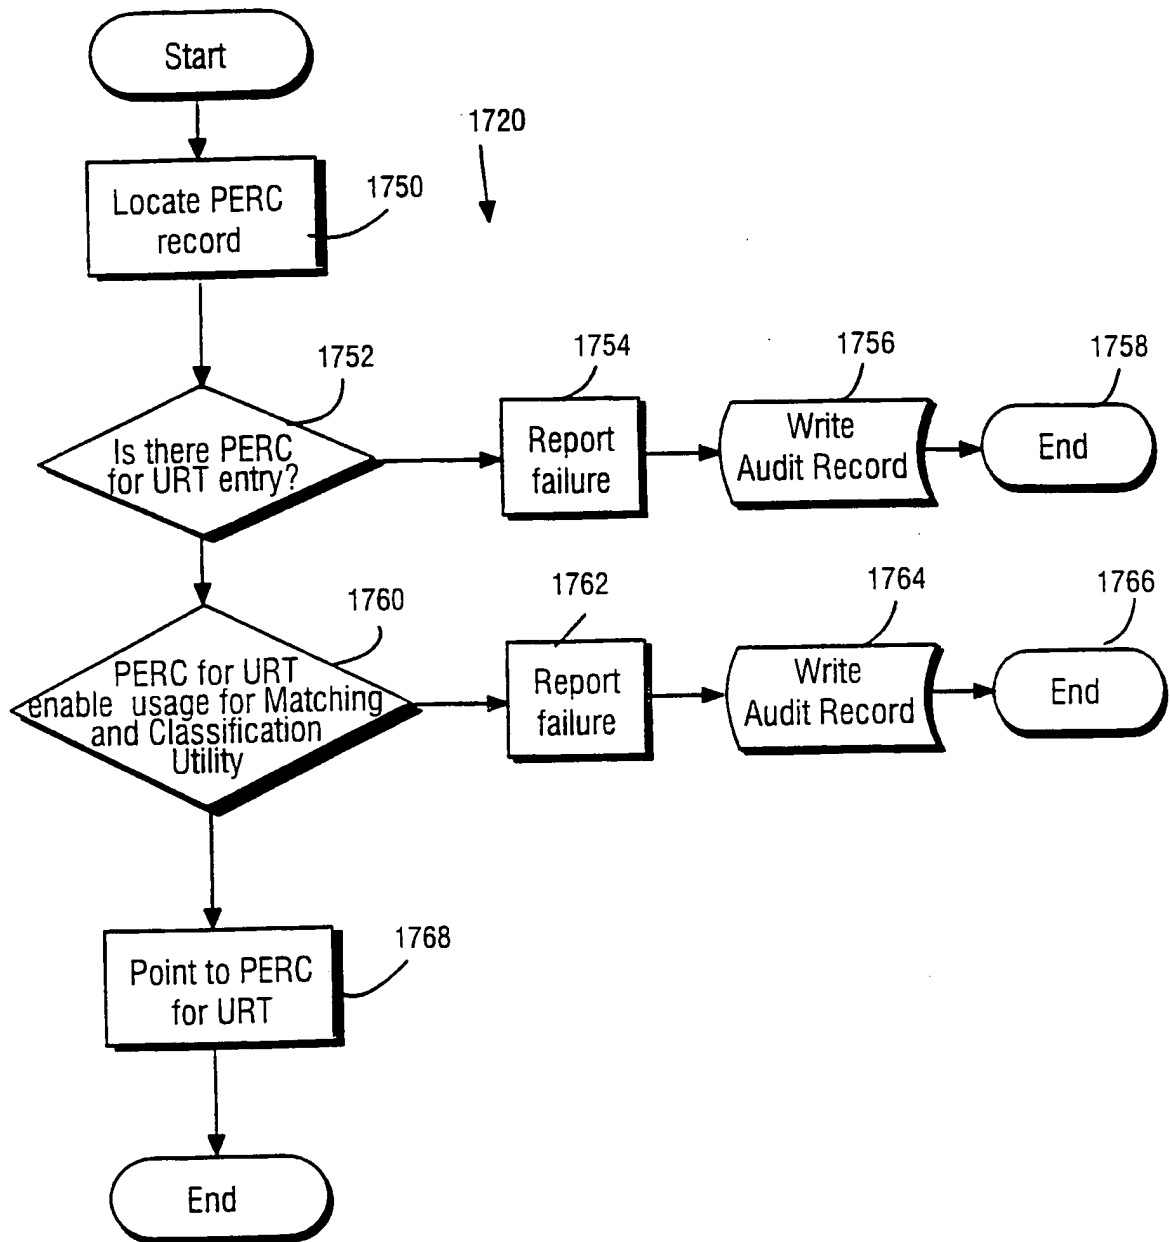 Start
1720
1750
Locate PERC
record
1752
1754
1756
1758
Is there PERC
for URT entry?
Report
failure
Write
Audit Record
End
1760
1762
1764
1766
PERC for URT
enable usage for Matching
and Classification
Utility
Report
failure
Write
Audit Record
End
1768
Point to PERC
for URT
End